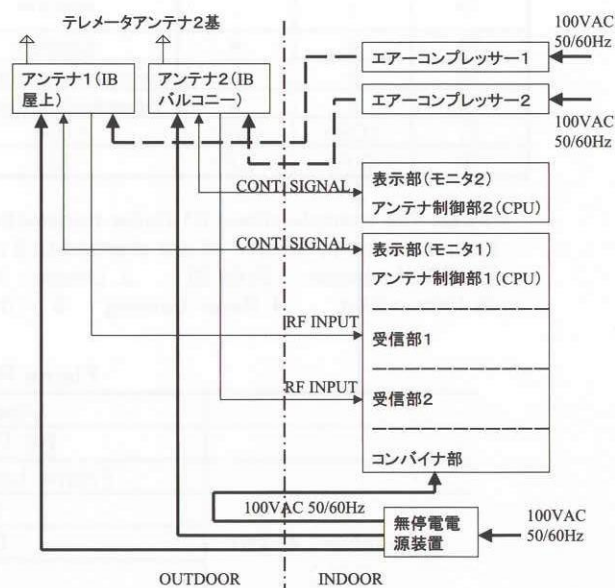 テレメータアンテナ2基
アンテナ1(IB
屋上)
アンテナ2(IB
バルコニー)
エアーコンプレッサー1
100VAC
50/60Hz
エアーコンプレッサー2
100VAC
50/60Hz
CONT SIGNAL
表示部(モニタ2)
アンテナ制御部2(CPU)
CONT SIGNAL
表示部(モニタ1)
アンテナ制御部1(CPU)
RF INPUT
受信部1
RF INPUT
受信部2
コンバイナ部
100VAC 50/60Hz
無停電電
源装置
100VAC
50/60Hz
OUTDOOR
INDOOR